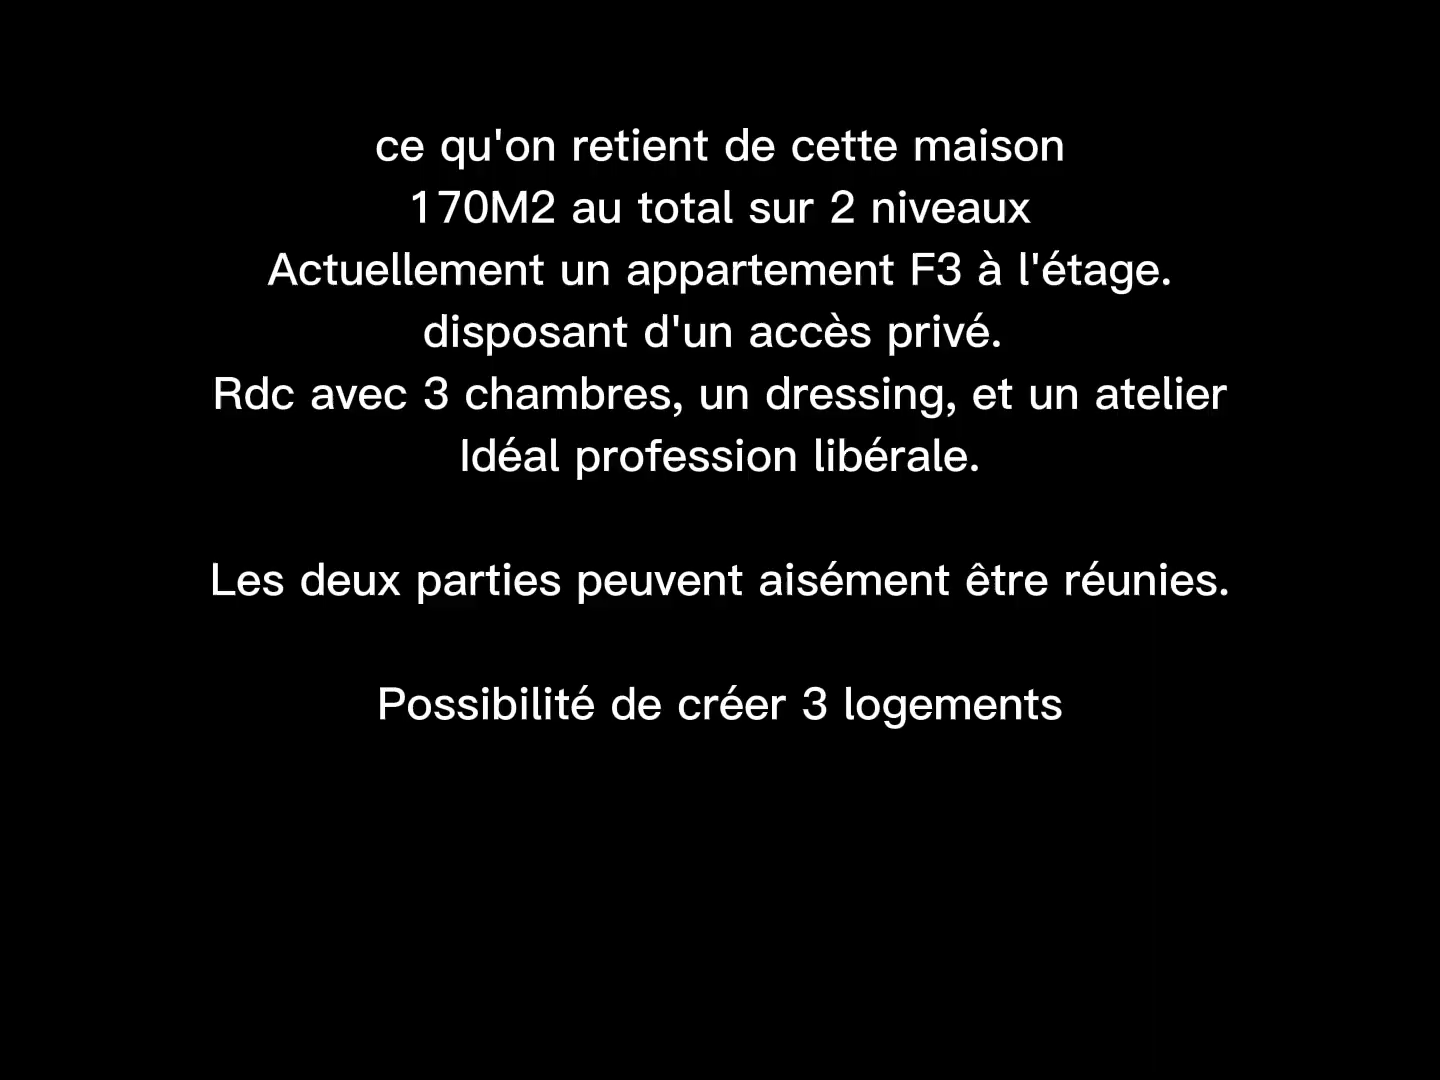 ce qu'on retient de cette maison
170M2 au total sur 2 niveaux
Actuellement un appartement F3 à l'étage.
disposant d'un accès privé.
Rdc avec 3 chambres, un dressing, et un atelier
Idéal profession libérale.
Les deux parties peuvent aisément être réunies.
Possibilité de créer 3 logements